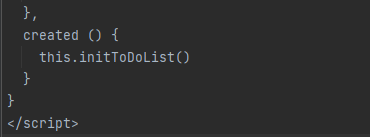 },
created () {
this.initToDoList()
}
}
</script>